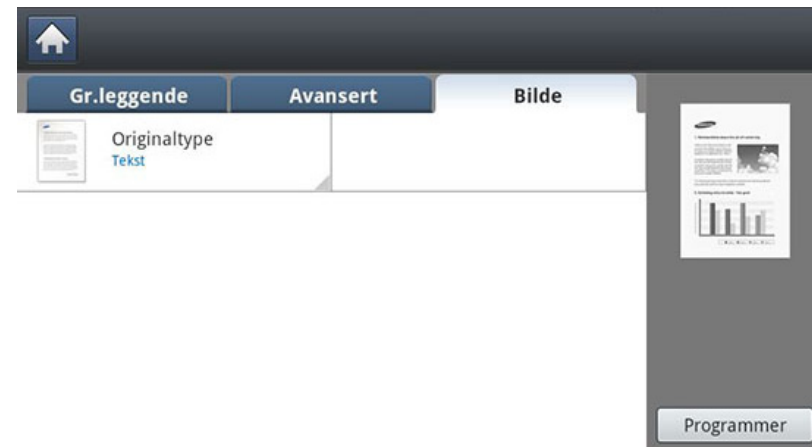 Gr.leggende
Avansert
Bilde
Originaltype
Tekst
Programmer